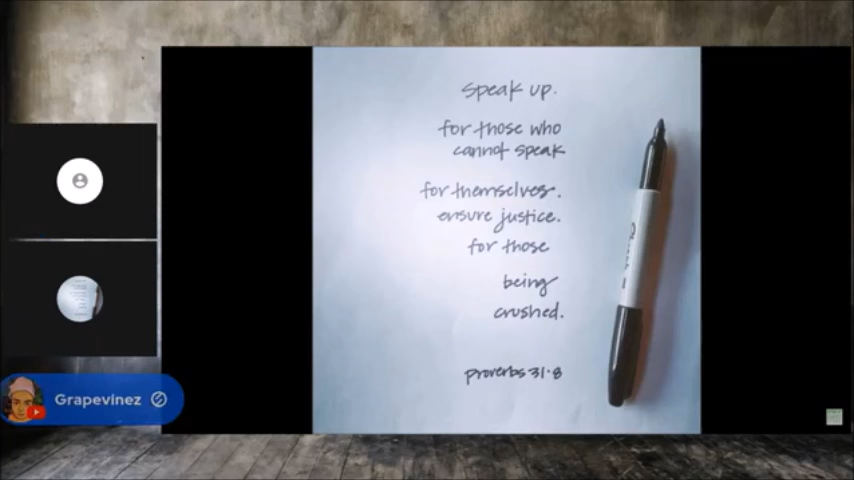 speak up.
for those who
cannot speak
for themselves.
ensure justice.
for those
being
crushed.
proverbs 31.8
Grapevinez